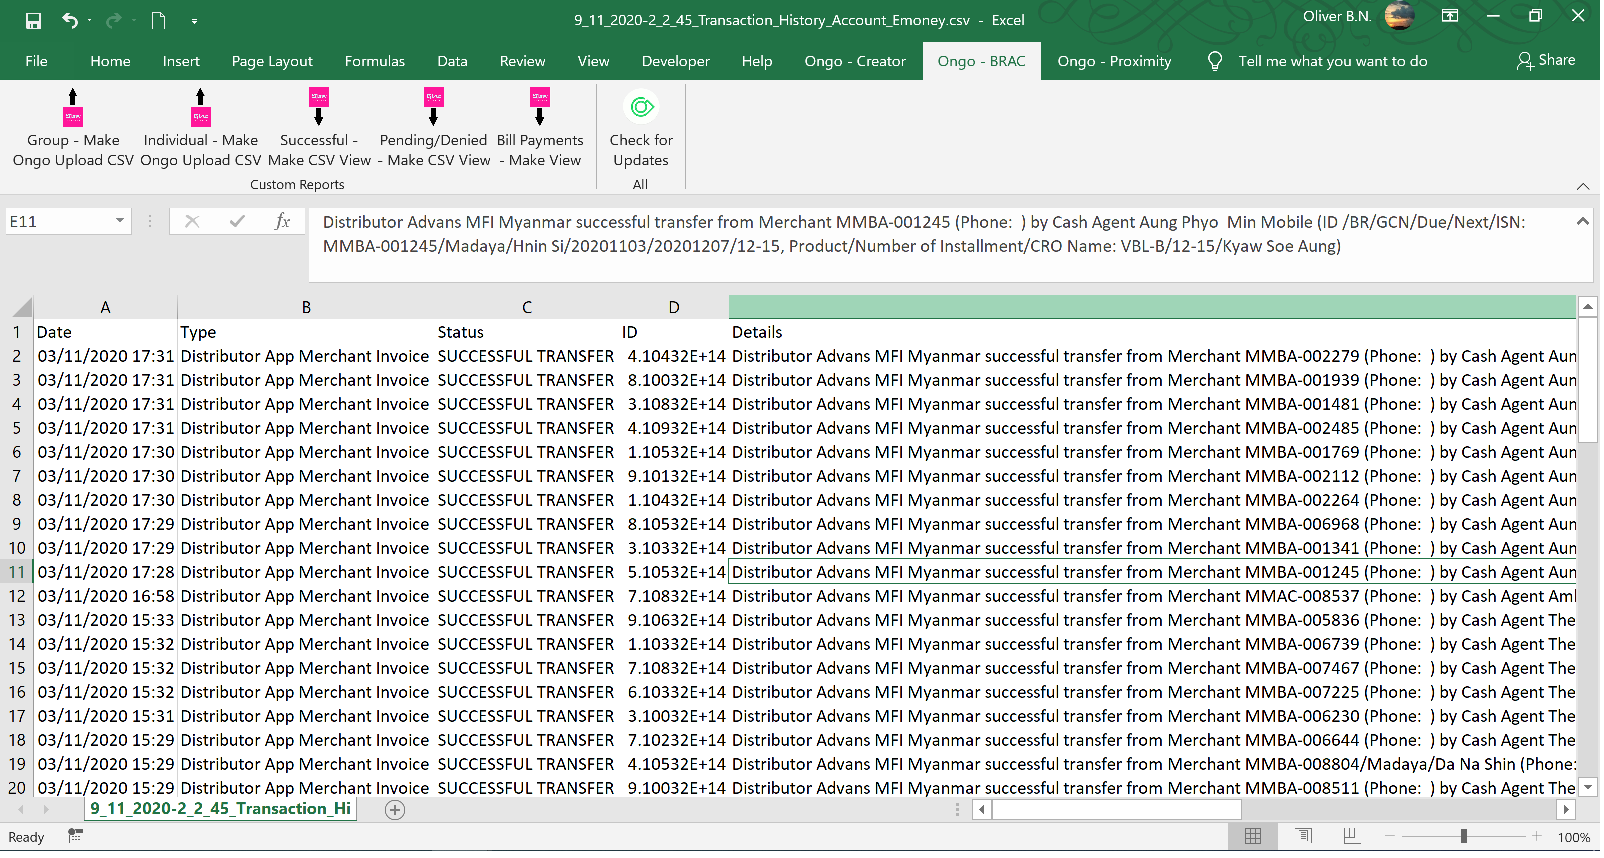 9_11_2020-2_2_45_Transaction_History_Account_Emoney.csv - Excel
Oliver B.N.
File Home Insert Page Layout Formulas Data Review View Developer Help Ongo - Creator Ongo - BRAC Ongo - Proximity Tell me what you want to do Share
Group - Make
Ongo Upload CSV
Individual - Make
Ongo Upload CSV
Successful -
Make CSV View
Pending/Denied
- Make CSV View
Bill Payments
- Make View
Check for
Updates
Custom Reports
All
E11
fx
Distributor Advans MFI Myanmar successful transfer from Merchant MMBA-001245 (Phone:  ) by Cash Agent Aung Phyo  Min Mobile (ID /BR/GCN/Due/Next/ISN:
MMBA-001245/Madaya/Hnin Si/20201103/20201207/12-15, Product/Number of Installment/CRO Name: VBL-B/12-15/Kyaw Soe Aung)
A B C D
1 Date Type Status ID Details
2 03/11/2020 17:31 Distributor App Merchant Invoice SUCCESSFUL TRANSFER 4.10432E+14 Distributor Advans MFI Myanmar successful transfer from Merchant MMBA-002279 (Phone:  ) by Cash Agent Aun
3 03/11/2020 17:31 Distributor App Merchant Invoice SUCCESSFUL TRANSFER 8.10032E+14 Distributor Advans MFI Myanmar successful transfer from Merchant MMBA-001939 (Phone:  ) by Cash Agent Aun
4 03/11/2020 17:31 Distributor App Merchant Invoice SUCCESSFUL TRANSFER 3.10832E+14 Distributor Advans MFI Myanmar successful transfer from Merchant MMBA-001481 (Phone:  ) by Cash Agent Aun
5 03/11/2020 17:31 Distributor App Merchant Invoice SUCCESSFUL TRANSFER 4.10932E+14 Distributor Advans MFI Myanmar successful transfer from Merchant MMBA-002485 (Phone:  ) by Cash Agent Aun
6 03/11/2020 17:30 Distributor App Merchant Invoice SUCCESSFUL TRANSFER 1.10532E+14 Distributor Advans MFI Myanmar successful transfer from Merchant MMBA-001769 (Phone:  ) by Cash Agent Aun
7 03/11/2020 17:30 Distributor App Merchant Invoice SUCCESSFUL TRANSFER 9.10132E+14 Distributor Advans MFI Myanmar successful transfer from Merchant MMBA-002112 (Phone:  ) by Cash Agent Aun
8 03/11/2020 17:30 Distributor App Merchant Invoice SUCCESSFUL TRANSFER 1.10432E+14 Distributor Advans MFI Myanmar successful transfer from Merchant MMBA-002264 (Phone:  ) by Cash Agent Aun
9 03/11/2020 17:29 Distributor App Merchant Invoice SUCCESSFUL TRANSFER 8.10532E+14 Distributor Advans MFI Myanmar successful transfer from Merchant MMBA-006968 (Phone:  ) by Cash Agent Aun
10 03/11/2020 17:29 Distributor App Merchant Invoice SUCCESSFUL TRANSFER 3.10332E+14 Distributor Advans MFI Myanmar successful transfer from Merchant MMBA-001341 (Phone:  ) by Cash Agent Aun
11 03/11/2020 17:28 Distributor App Merchant Invoice SUCCESSFUL TRANSFER 5.10532E+14 Distributor Advans MFI Myanmar successful transfer from Merchant MMBA-001245 (Phone:  ) by Cash Agent Aun
12 03/11/2020 16:58 Distributor App Merchant Invoice SUCCESSFUL TRANSFER 7.10832E+14 Distributor Advans MFI Myanmar successful transfer from Merchant MMAC-008537 (Phone:  ) by Cash Agent Aml
13 03/11/2020 15:33 Distributor App Merchant Invoice SUCCESSFUL TRANSFER 9.10632E+14 Distributor Advans MFI Myanmar successful transfer from Merchant MMBA-005836 (Phone:  ) by Cash Agent The
14 03/11/2020 15:32 Distributor App Merchant Invoice SUCCESSFUL TRANSFER 1.10332E+14 Distributor Advans MFI Myanmar successful transfer from Merchant MMBA-006739 (Phone:  ) by Cash Agent The
15 03/11/2020 15:32 Distributor App Merchant Invoice SUCCESSFUL TRANSFER 7.10832E+14 Distributor Advans MFI Myanmar successful transfer from Merchant MMBA-007467 (Phone:  ) by Cash Agent The
16 03/11/2020 15:32 Distributor App Merchant Invoice SUCCESSFUL TRANSFER 6.10332E+14 Distributor Advans MFI Myanmar successful transfer from Merchant MMBA-007225 (Phone:  ) by Cash Agent The
17 03/11/2020 15:31 Distributor App Merchant Invoice SUCCESSFUL TRANSFER 3.10032E+14 Distributor Advans MFI Myanmar successful transfer from Merchant MMBA-006230 (Phone:  ) by Cash Agent The
18 03/11/2020 15:29 Distributor App Merchant Invoice SUCCESSFUL TRANSFER 7.10232E+14 Distributor Advans MFI Myanmar successful transfer from Merchant MMBA-006644 (Phone:  ) by Cash Agent The
19 03/11/2020 15:29 Distributor App Merchant Invoice SUCCESSFUL TRANSFER 4.10532E+14 Distributor Advans MFI Myanmar successful transfer from Merchant MMBA-008804/Madaya/Da Na Shin (Phone:
20 03/11/2020 15:29 Distributor App Merchant Invoice SUCCESSFUL TRANSFER 9.10032E+14 Distributor Advans MFI Myanmar successful transfer from Merchant MMBA-008511 (Phone:  ) by Cash Agent The
9_11_2020-2_2_45_Transaction_Hi
Ready
100%